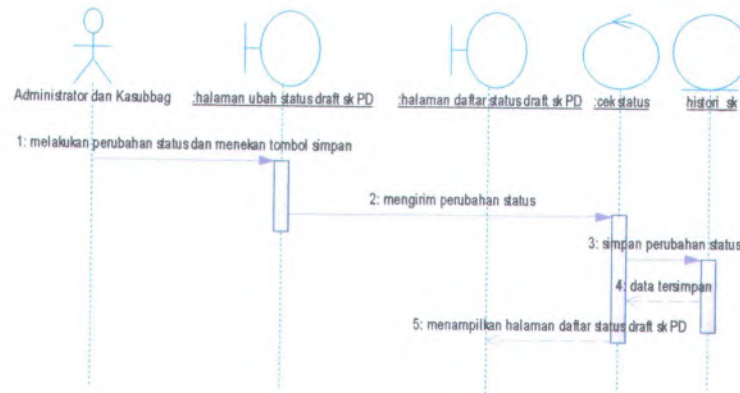 Administrator dan Kasubbag
:halaman ubah status draft sk PD
:halaman daftar status draft sk PD
:cek status
histori_sk
1: melakukan perubahan status dan menekan tombol simpan
2: mengirim perubahan status
3: simpan perubahan status
4: data tersimpan
5: menampilkan halaman daftar status draft sk PD